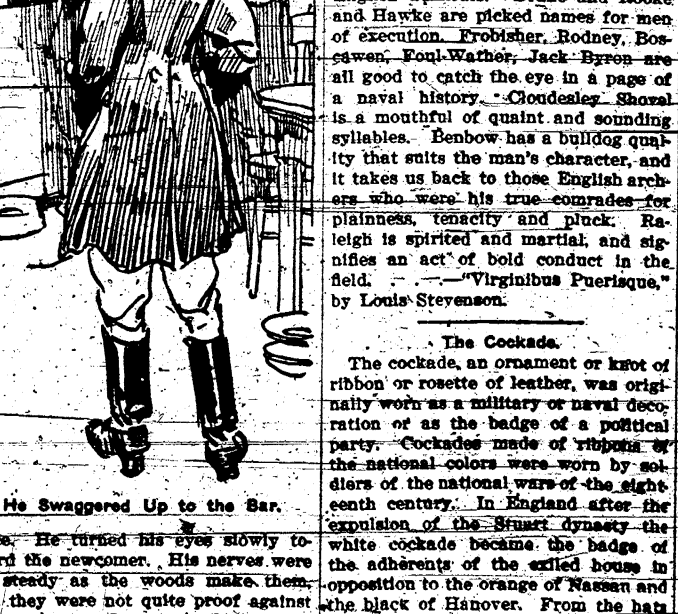 He Swaggered Up to the Bar.
He turned his eyes slowly to-
the newcomer. His nerves were
steady as the woods make them,
they were not quite proof against
and Hawke are picked names for men
of execution. Frobisher, Rodney, Bos-
cawen, Foul-Wather, Jack Byron are
all good to catch the eye in a page of
a naval history. Cloudesley Shovel
is a mouthful of quaint and sounding
syllables. Benbow has a bulldog qual-
ity that suits the man's character, and
it takes us back to those English arch-
ers who were his true comrades for
plainness, tenacity and pluck. Ra-
leigh is spirited and martial, and sig-
nifies an act of bold conduct in the
field. . . .—"Virginibus Puerisque,"
by Louis Stevenson.
The Cockade.
The cockade, an ornament or knot of
ribbon or rosette of leather, was origi-
nally worn as a military or naval deco-
ration or as the badge of a political
party. Cockades made of ribbons of
the national colors were worn by sol-
diers of the national wars of the eight-
eenth century. In England after the
expulsion of the Stuart dynasty the
white cockade became the badge of
the adherents of the exiled house in
opposition to the orange of Nassau and
the black of Hanover. From the hats